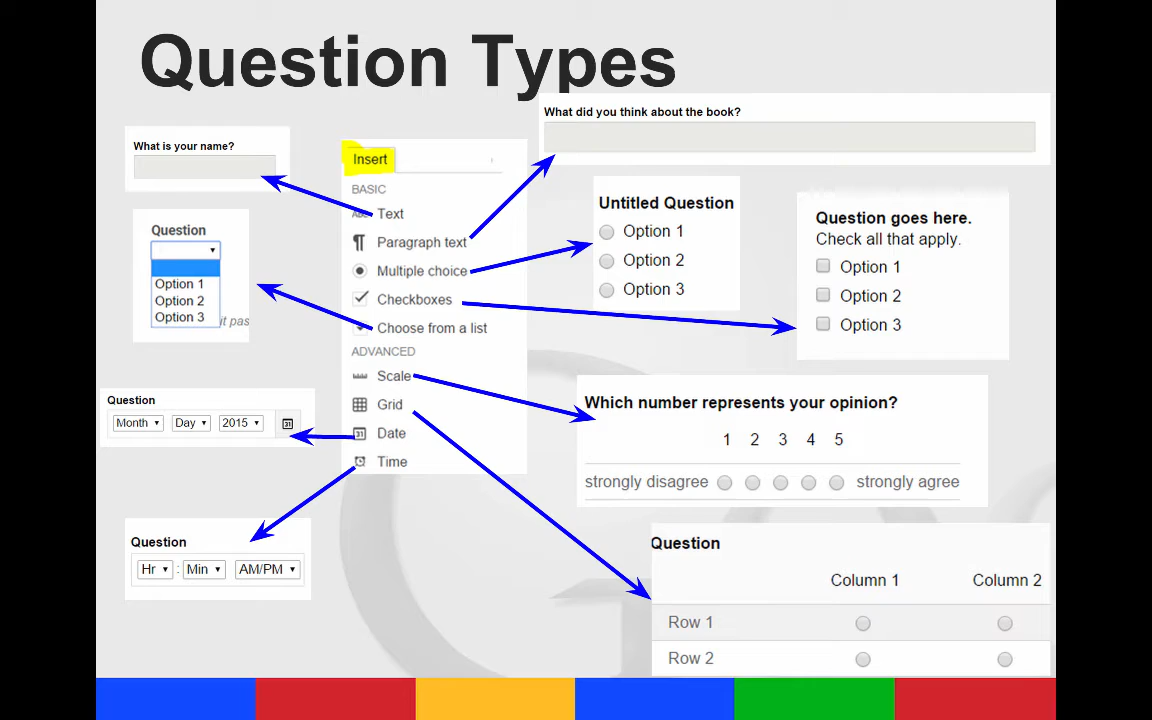 Question Types
What did you think about the book?
What is your name?
Insert
BASIC
Text
Paragraph text
Multiple choice
Checkboxes
Choose from a list
ADVANCED
Scale
Grid
Date
Time
Question
Option 1
Option 2
Option 3
it pas
Untitled Question
Option 1
Option 2
Option 3
Question goes here.
Check all that apply.
Option 1
Option 2
Option 3
Question
Month Day 2015 31
Which number represents your opinion?
1 2 3 4 5
strongly disagree strongly agree
Question
Hr : Min AM/PM
Question
Column 1 Column 2
Row 1
Row 2